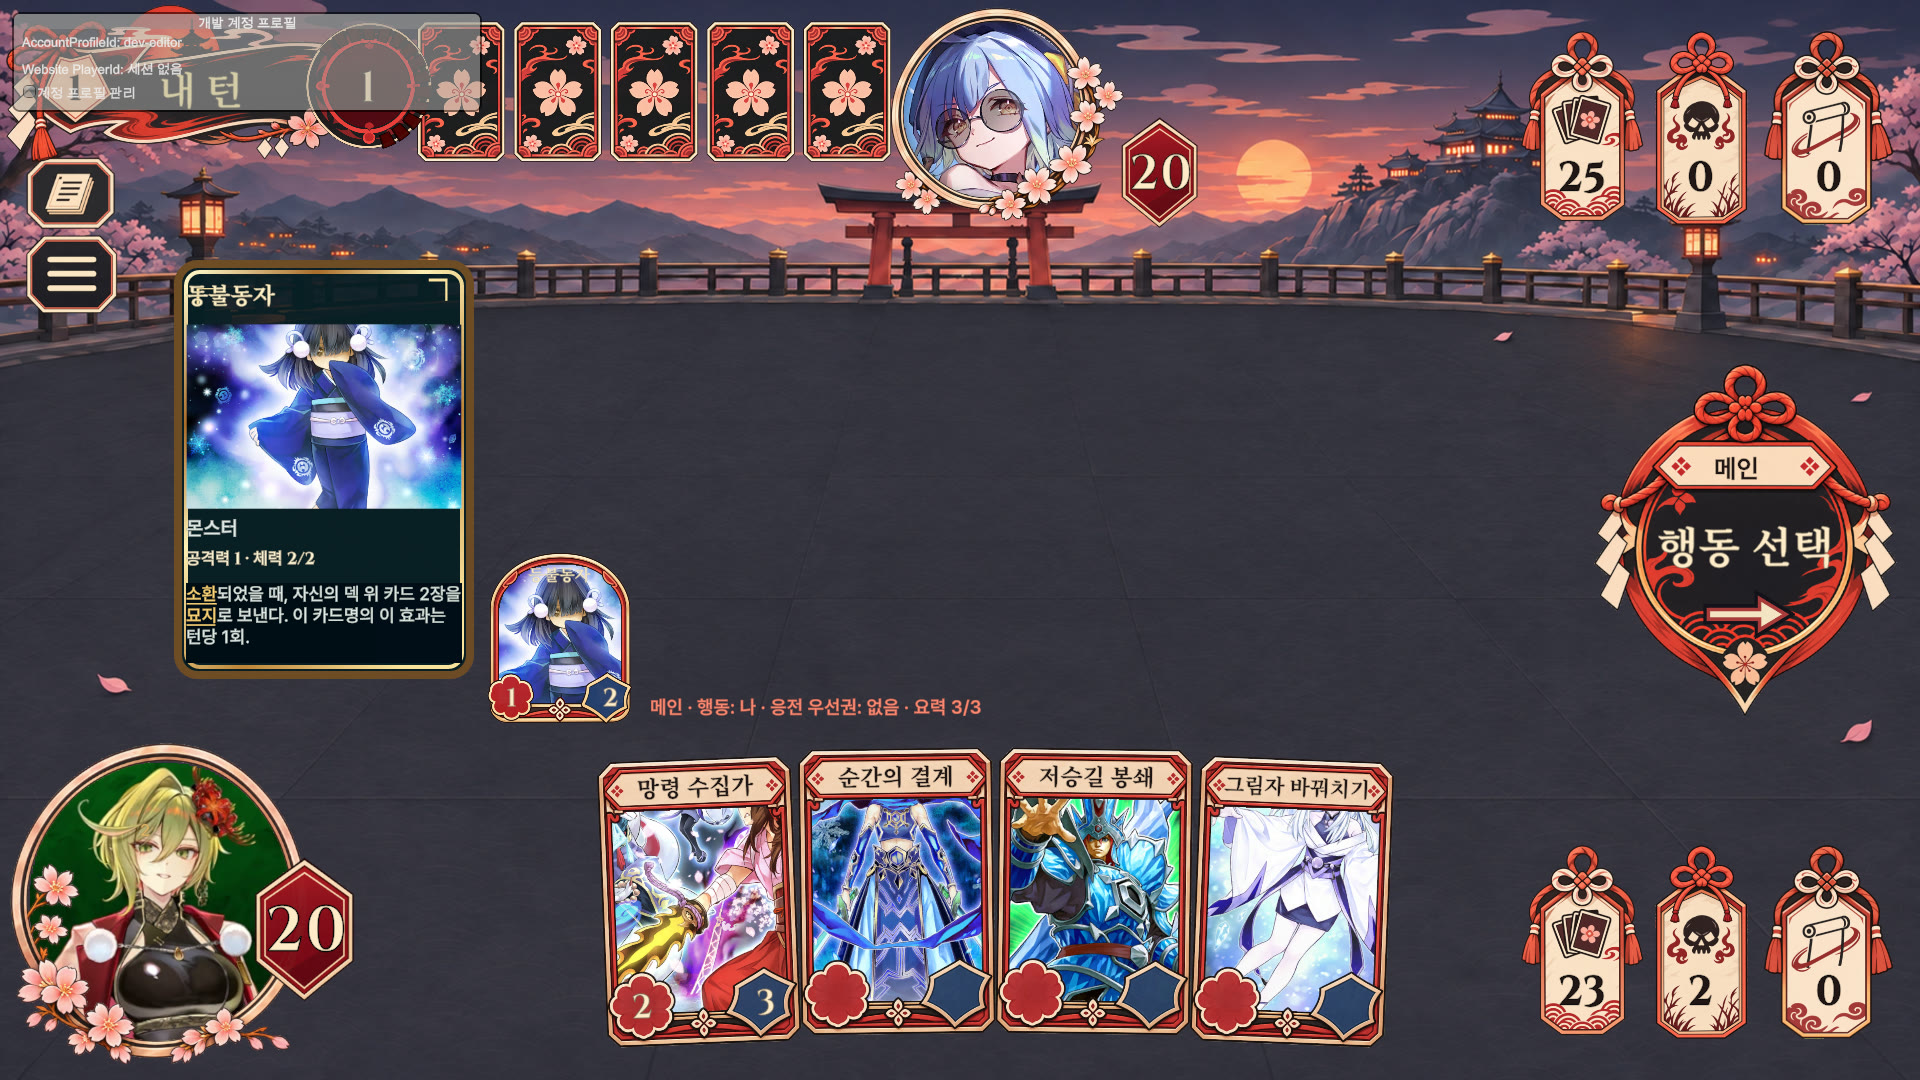 개발 계정 프로필
AccountProfileId: dev-editor
Website PlayerId: 세션 없음
계정 프로필 관리
내 턴
1
20
25
0
0
뚱불동자
몬스터
공격력 1 · 체력 2/2
소환되었을 때, 자신의 덱 위 카드 2장을
묘지로 보낸다. 이 카드명의 이 효과는
턴당 1회.
1
2
메인 · 행동: 나 · 응전 우선권: 없음 · 요력 3/3
메인
행동 선택
20
망령 수집가
2
3
순간의 결계
저승길 봉쇄
그림자 바꿔치기
23
2
0